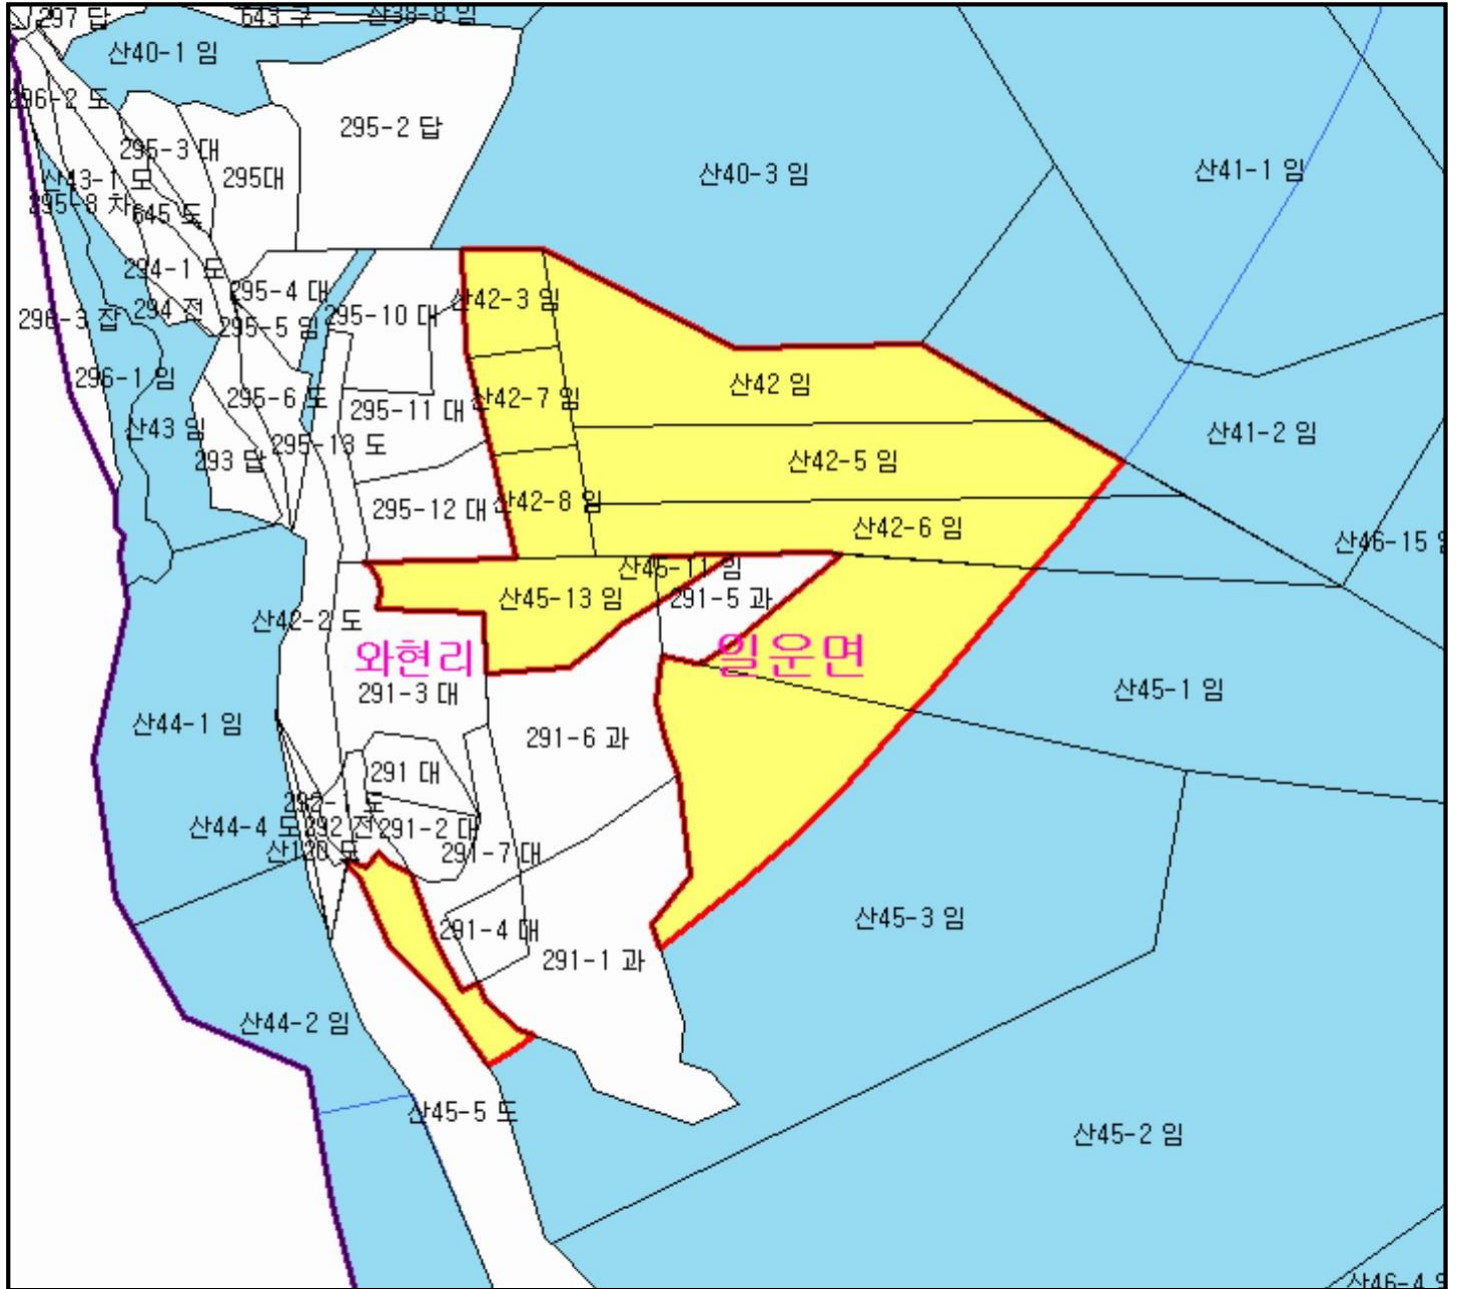 297 답
643 구
산38-8 임
산40-1 임
296-2 도
295-2 답
295-3 대
산40-3 임
산41-1 임
산43-1 도
295대
295-8 차
645 도
294-1 도
295-4 대
산42-3 임
294 전
295-10 대
296-3 잡
295-5 임
296-1 임
산42 임
295-6 도
산42-7 임
295-11 대
산43 임
산41-2 임
295-13 도
293 답
산42-5 임
산42-8 임
295-12 대
산42-6 임
산46-15
산45-11 임
산45-13 임
291-5 과
산42-2 도
와현리
일운면
291-3 대
산45-1 임
산44-1 임
291-6 과
291 대
292-1 도
산44-4 도
292 전
291-2 대
산120 도
291-7 대
산45-3 임
291-4 대
291-1 과
산44-2 임
산45-5 도
산45-2 임
산46-4